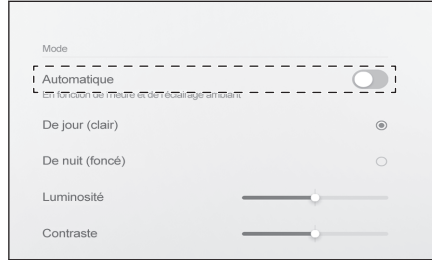 Mode
Automatique
En fonction de l'heure et de l'éclairage ambiant
De jour (clair)
De nuit (foncé)
Luminosité
Contraste